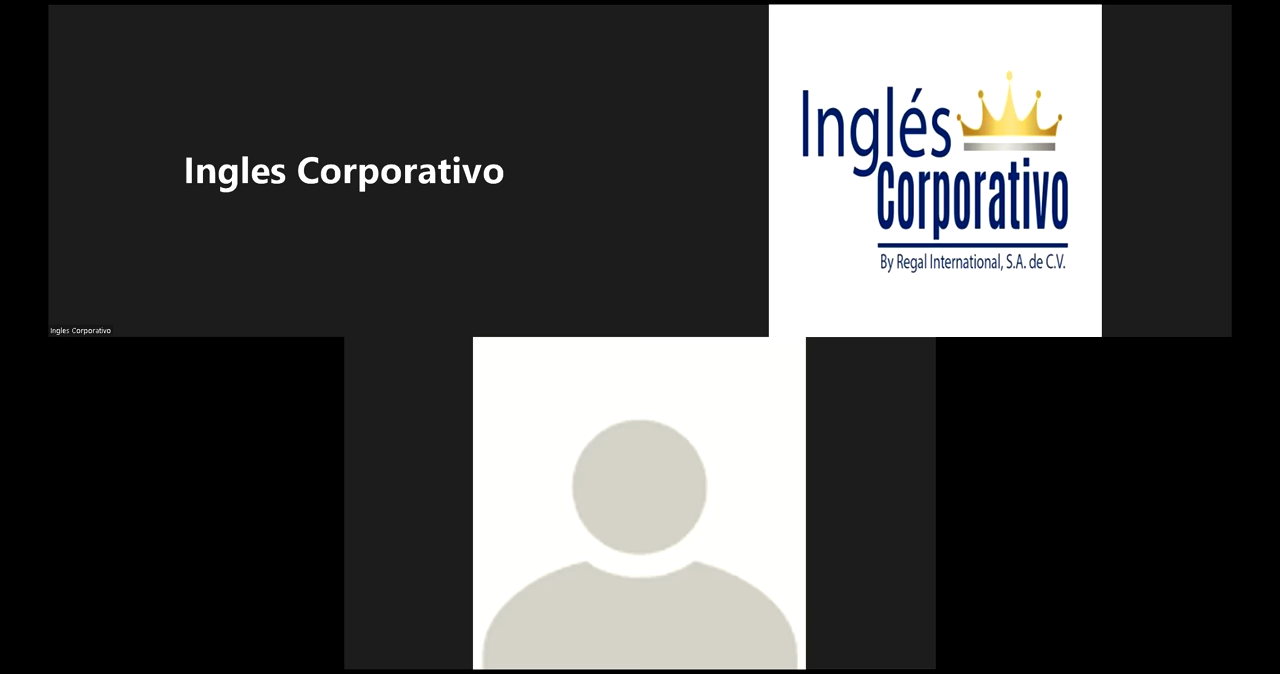 Ingles Corporativo
Ingles Corporativo
Inglés
Corporativo
By Regal International, S.A. de C.V.